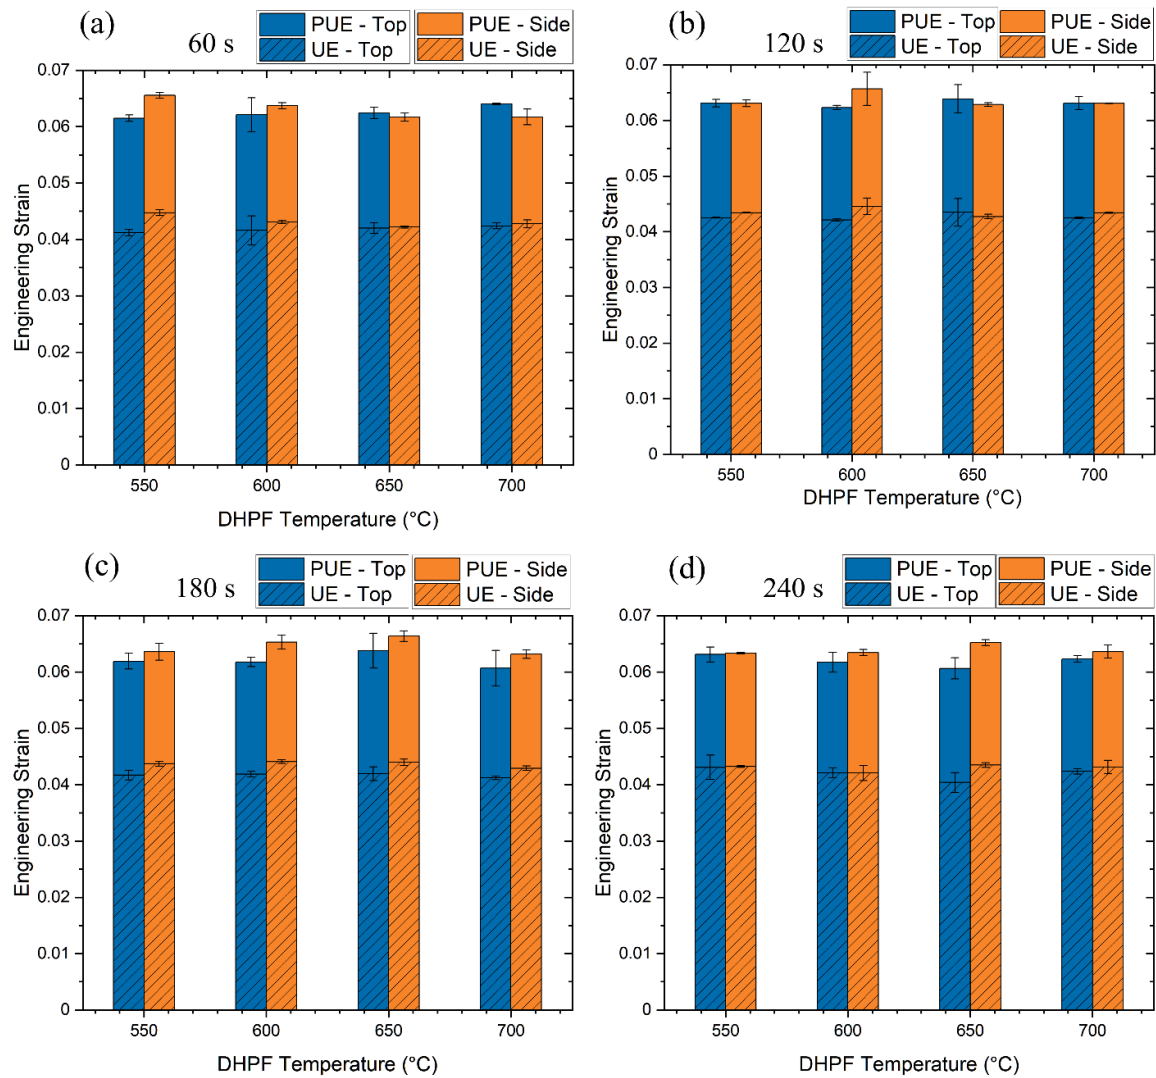 (a)
60 s
PUE - Top
PUE - Side
UE - Top
UE - Side
0.07
0.06
0.05
0.04
0.03
0.02
0.01
0
Engineering Strain
550
600
650
700
DHPF Temperature (°C)
(b)
120 s
PUE - Top
PUE - Side
UE - Top
UE - Side
0.07
0.06
0.05
0.04
0.03
0.02
0.01
0
Engineering Strain
550
600
650
700
DHPF Temperature (°C)
(c)
180 s
PUE - Top
PUE - Side
UE - Top
UE - Side
0.07
0.06
0.05
0.04
0.03
0.02
0.01
0
Engineering Strain
550
600
650
700
DHPF Temperature (°C)
(d)
240 s
PUE - Top
PUE - Side
UE - Top
UE - Side
0.07
0.06
0.05
0.04
0.03
0.02
0.01
0
Engineering Strain
550
600
650
700
DHPF Temperature (°C)